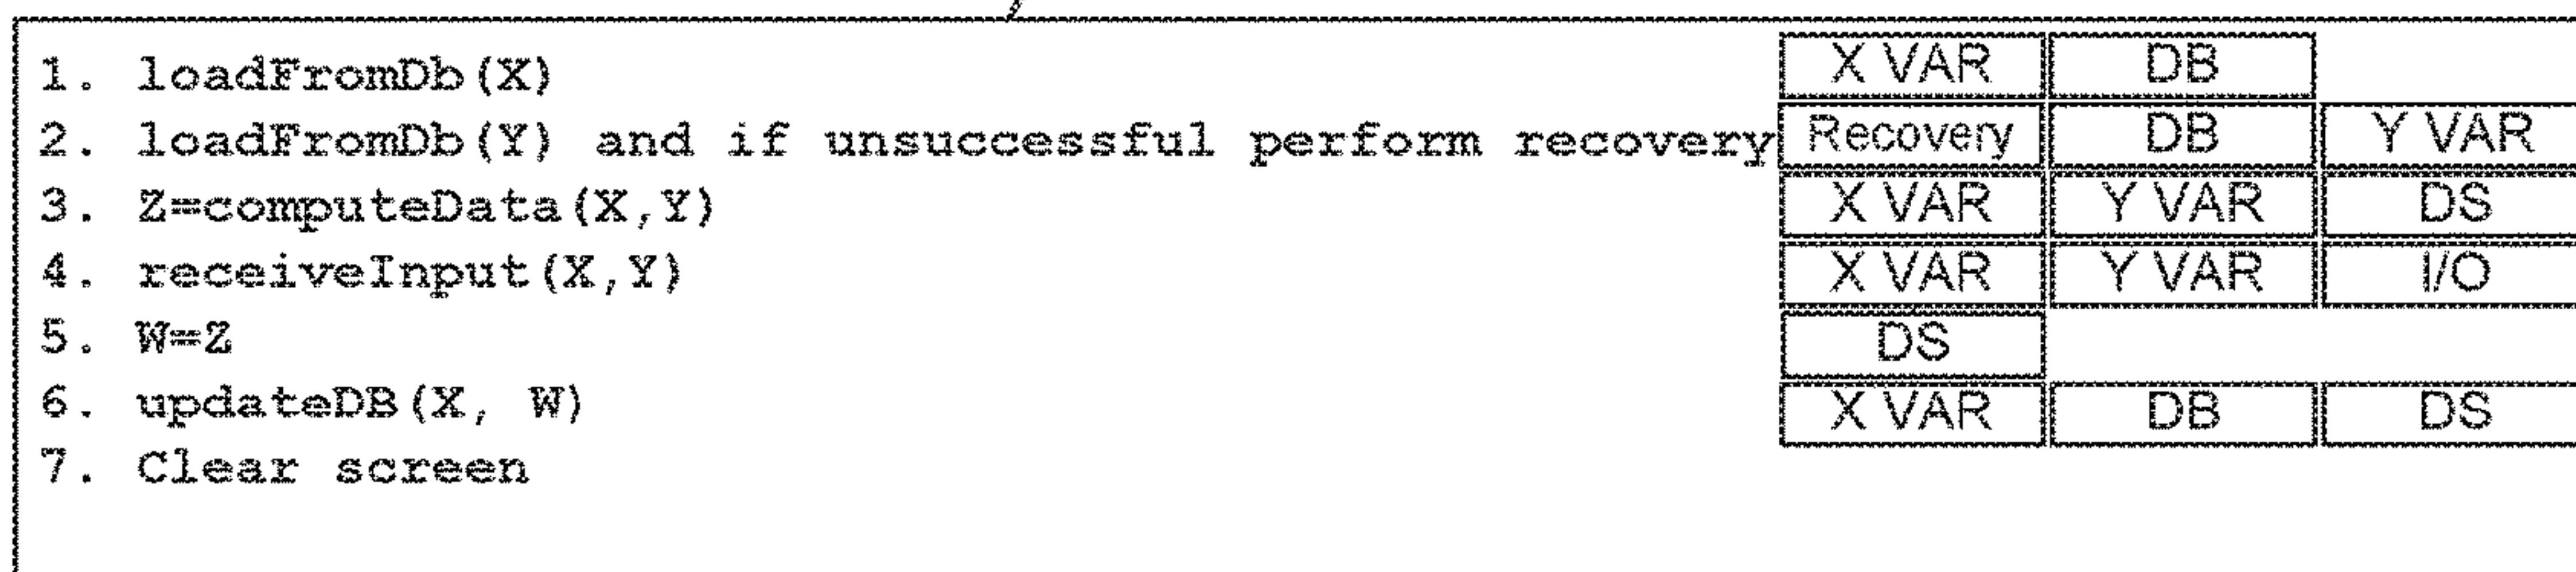 1. loadFromDb(X) X VAR DB
2. loadFromDb(Y) and if unsuccessful perform recovery Recovery DB Y VAR
3. Z=computeData(X,Y) X VAR Y VAR DS
4. receiveInput(X,Y) X VAR Y VAR I/O
5. W=Z DS
6. updateDB(X, W) X VAR DB DS
7. Clear screen